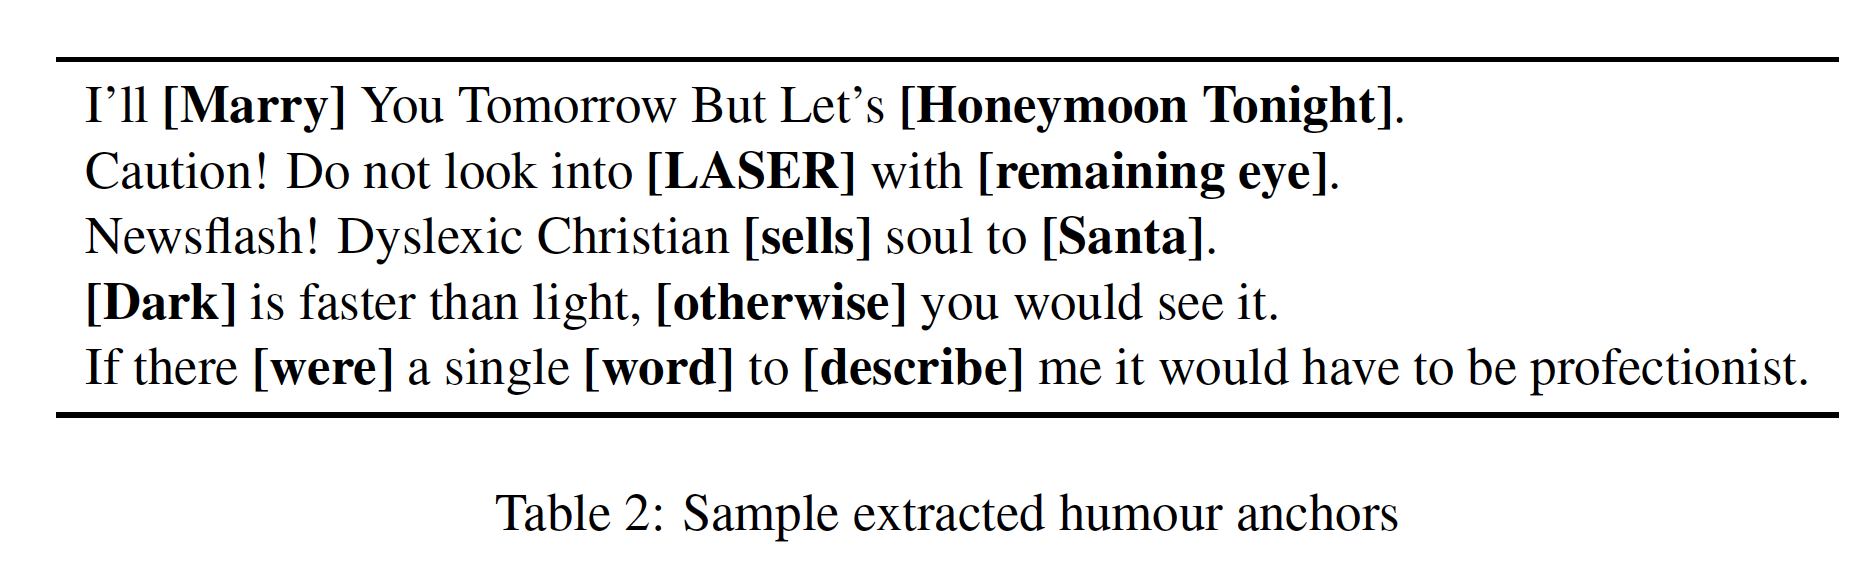 I’ll [Marry] You Tomorrow But Let’s [Honeymoon Tonight].
Caution! Do not look into [LASER] with [remaining eye].
Newsflash! Dyslexic Christian [sells] soul to [Santa].
[Dark] is faster than light, [otherwise] you would see it.
If there [were] a single [word] to [describe] me it would have to be profectionist.
Table 2: Sample extracted humour anchors